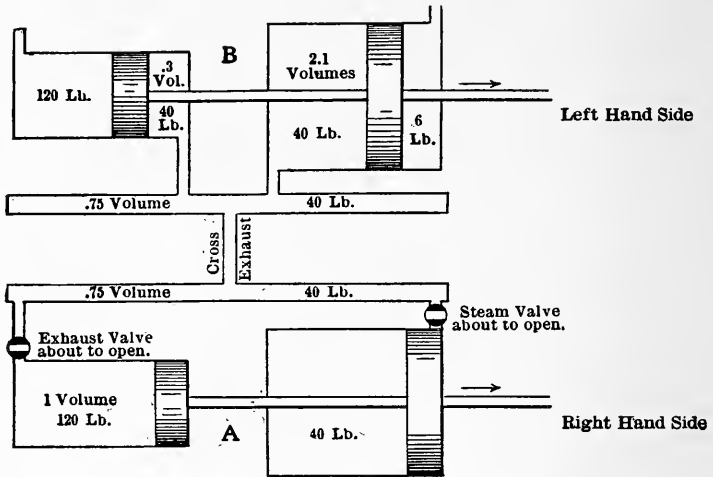 B
120 Lb.
.3
Vol.
40
Lb.
2.1
Volumes
40 Lb.
.6
Lb.
Left Hand Side
.75 Volume
40 Lb.
Cross
Exhaust
.75 Volume
40 Lb.
Exhaust Valve
about to open.
Steam Valve
about to open.
1 Volume
120 Lb.
A
40 Lb.
Right Hand Side